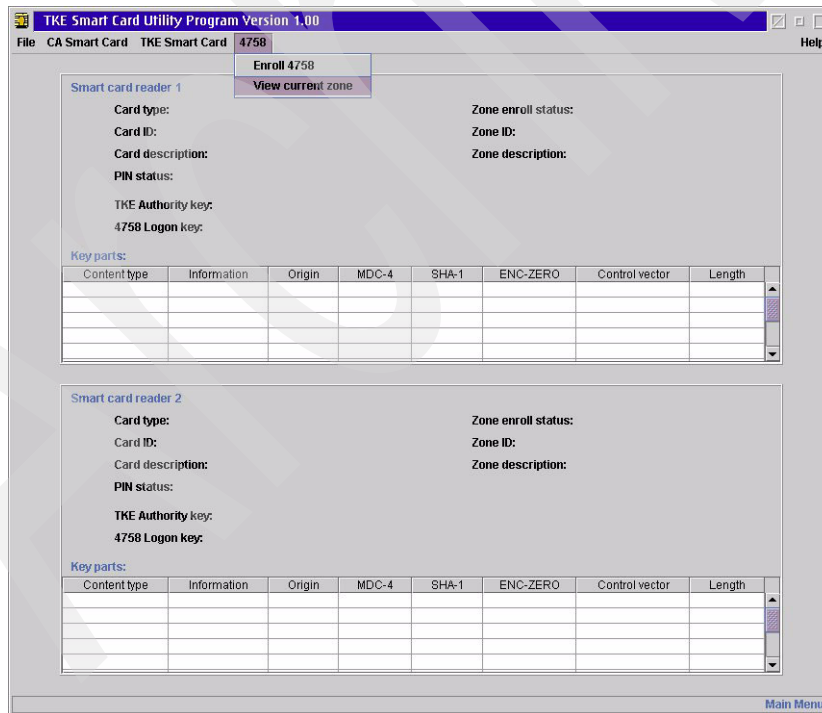 TKE Smart Card Utility Program Version 1.00
File CA Smart Card TKE Smart Card 4758 Help
Enroll 4758
View current zone
Smart card reader 1
Card type: Zone enroll status:
Card ID: Zone ID:
Card description: Zone description:
PIN status:
TKE Authority key:
4758 Logon key:
Key parts:
Content type Information Origin MDC-4 SHA-1 ENC-ZERO Control vector Length
Smart card reader 2
Card type: Zone enroll status:
Card ID: Zone ID:
Card description: Zone description:
PIN status:
TKE Authority key:
4758 Logon key:
Key parts:
Content type Information Origin MDC-4 SHA-1 ENC-ZERO Control vector Length
Main Menu